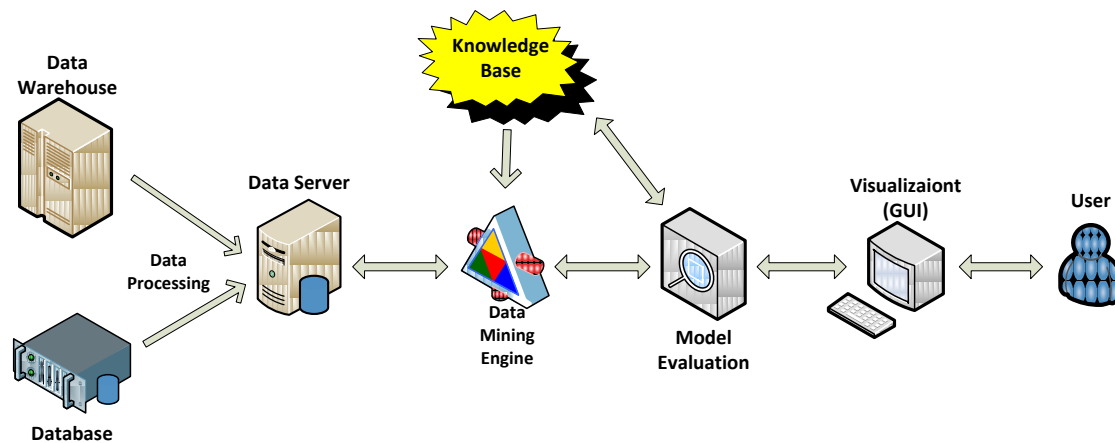 Knowledge
Base
Data
Warehouse
Data Server
Visualizaiont
(GUI)
User
Data
Processing
Data
Mining
Engine
Model
Evaluation
Database